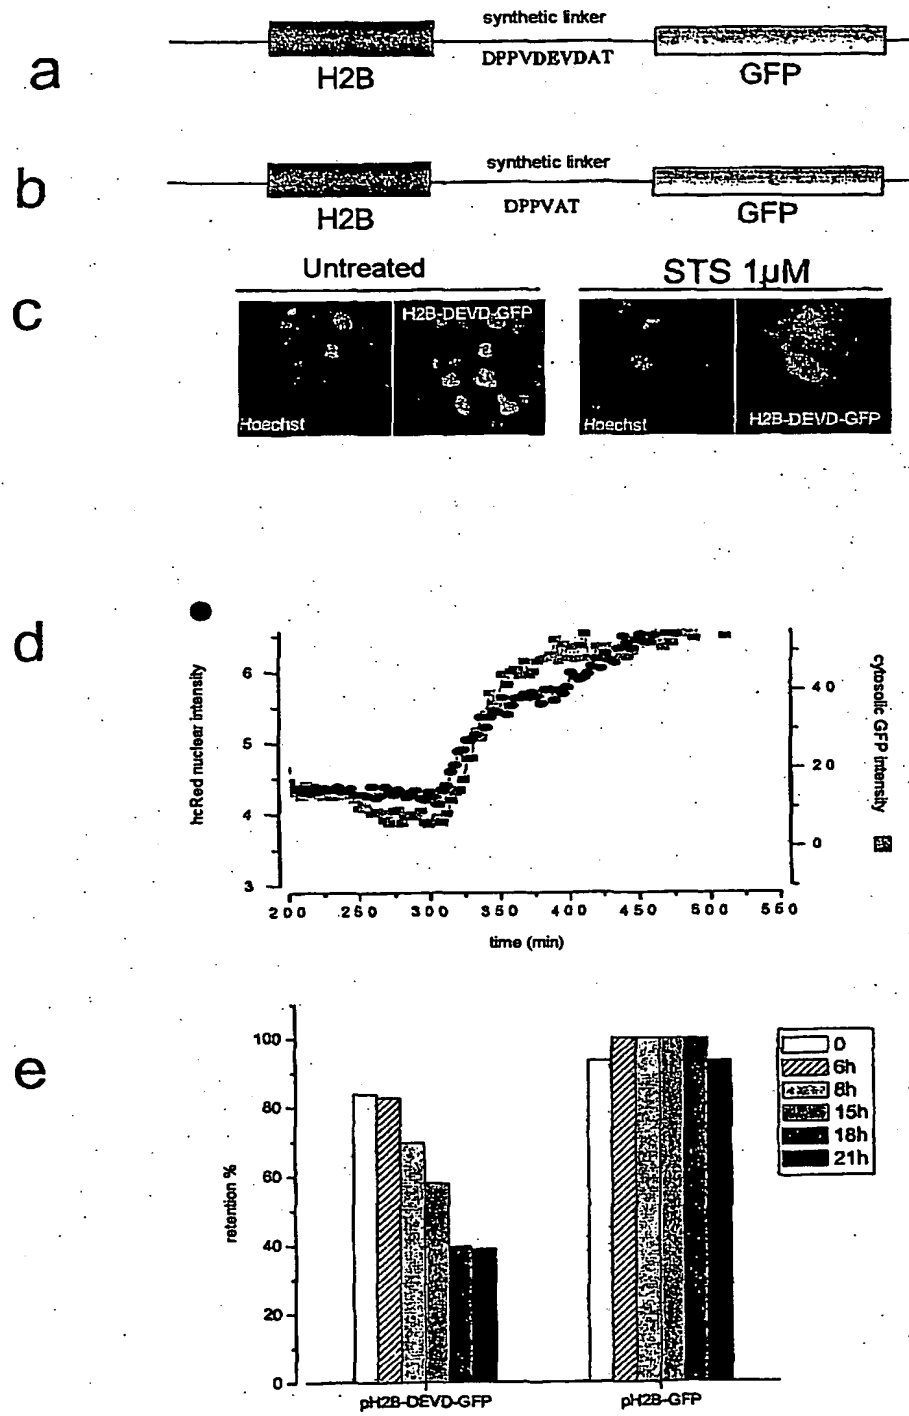 a
synthetic linker
DPPVDEVDAT
H2B
GFP
b
synthetic linker
DPPVAT
H2B
GFP
c
Untreated
STS 1µM
Hoechst
H2B-DEVD-GFP
Hoechst
H2B-DEVD-GFP
d
hcRed nuclear intensity
6
5
4
3
cytosolic GFP intensity
40
20
0
200 250 300 350 400 450 500 550
time (min)
e
retention %
100
80
60
40
20
0
pH2B-DEVD-GFP
pH2B-GFP
0
6h
8h
15h
18h
21h